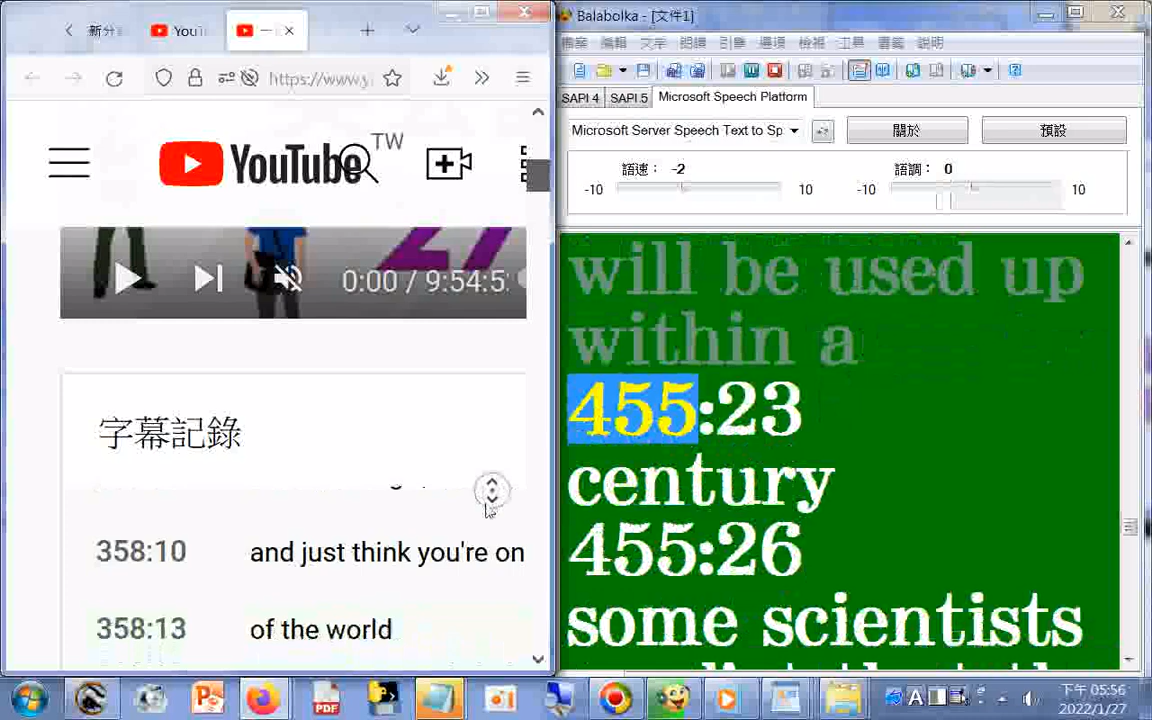 新分
YouT
一
https://www.y
YouTube
TW
27
0:00 / 9:54:5
字幕記錄
358:10
and just think you're on
358:13
of the world
Balabolka - [文件1]
檔案 編輯 文字 朗讀 引擎 選項 檢視 工具 書籤 說明
SAPI 4 SAPI 5 Microsoft Speech Platform
Microsoft Server Speech Text to Sp
關於
預設
語速： -2
-10
10
語調： 0
-10
10
will be used up
within a
455:23
century
455:26
some scientists
PDF
A
下午 05:56
2022/1/27